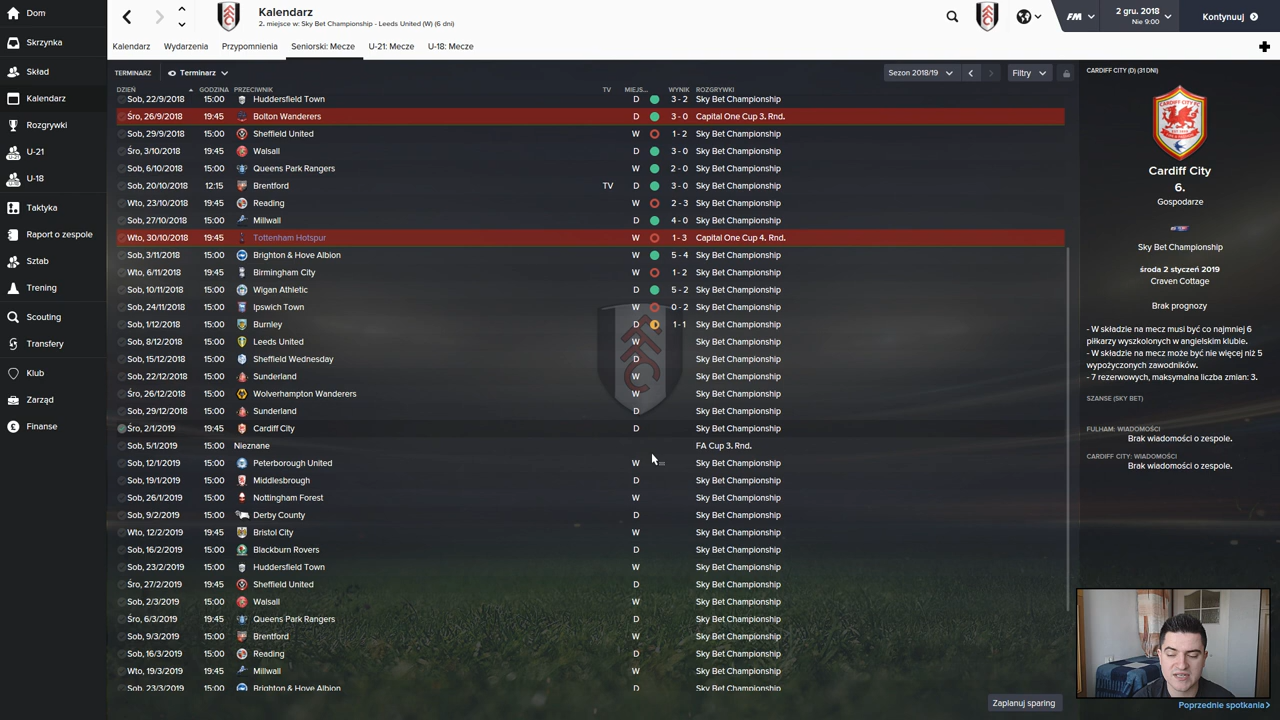 Dom
Skrzynka
Skład
Kalendarz
Rozgrywki
U-21
U-18
Taktyka
Raport o zespole
Sztab
Trening
Scouting
Transfery
Klub
Zarząd
Finanse
Kalendarz
2. miejsce w: Sky Bet Championship - Leeds United (W) (6 dni)
FM
2 gru. 2018
Nie 9:00
Kontynuuj
Kalendarz Wydarzenia Przypomnienia Seniorski: Mecze U-21: Mecze U-18: Mecze
TERMINARZ Terminarz Sezon 2018/19 Filtry
DZIEŃ GODZINA PRZECIWNIK TV MIEJS... WYNIK ROZGRYWKI
Sob, 22/9/2018 15:00 Huddersfield Town D 3 - 2 Sky Bet Championship
Śro, 26/9/2018 19:45 Bolton Wanderers D 3 - 0 Capital One Cup 3. Rnd.
Sob, 29/9/2018 15:00 Sheffield United W 1 - 2 Sky Bet Championship
Śro, 3/10/2018 19:45 Walsall D 3 - 0 Sky Bet Championship
Sob, 6/10/2018 15:00 Queens Park Rangers W 2 - 0 Sky Bet Championship
Sob, 20/10/2018 12:15 Brentford TV D 3 - 0 Sky Bet Championship
Wto, 23/10/2018 19:45 Reading W 2 - 3 Sky Bet Championship
Sob, 27/10/2018 15:00 Millwall D 4 - 0 Sky Bet Championship
Wto, 30/10/2018 19:45 Tottenham Hotspur W 1 - 3 Capital One Cup 4. Rnd.
Sob, 3/11/2018 15:00 Brighton & Hove Albion W 5 - 4 Sky Bet Championship
Wto, 6/11/2018 19:45 Birmingham City W 1 - 2 Sky Bet Championship
Sob, 10/11/2018 15:00 Wigan Athletic D 5 - 2 Sky Bet Championship
Sob, 24/11/2018 15:00 Ipswich Town W 0 - 2 Sky Bet Championship
Sob, 1/12/2018 15:00 Burnley D 1 - 1 Sky Bet Championship
Sob, 8/12/2018 15:00 Leeds United W Sky Bet Championship
Sob, 15/12/2018 15:00 Sheffield Wednesday D Sky Bet Championship
Sob, 22/12/2018 15:00 Sunderland W Sky Bet Championship
Śro, 26/12/2018 15:00 Wolverhampton Wanderers W Sky Bet Championship
Sob, 29/12/2018 15:00 Sunderland D Sky Bet Championship
Śro, 2/1/2019 19:45 Cardiff City D Sky Bet Championship
Sob, 5/1/2019 15:00 Nieznane FA Cup 3. Rnd.
Sob, 12/1/2019 15:00 Peterborough United W Sky Bet Championship
Sob, 19/1/2019 15:00 Middlesbrough D Sky Bet Championship
Sob, 26/1/2019 15:00 Nottingham Forest W Sky Bet Championship
Sob, 9/2/2019 15:00 Derby County D Sky Bet Championship
Wto, 12/2/2019 19:45 Bristol City W Sky Bet Championship
Sob, 16/2/2019 15:00 Blackburn Rovers D Sky Bet Championship
Sob, 23/2/2019 15:00 Huddersfield Town W Sky Bet Championship
Śro, 27/2/2019 19:45 Sheffield United D Sky Bet Championship
Sob, 2/3/2019 15:00 Walsall W Sky Bet Championship
Śro, 6/3/2019 19:45 Queens Park Rangers D Sky Bet Championship
Sob, 9/3/2019 15:00 Brentford W Sky Bet Championship
Sob, 16/3/2019 15:00 Reading D Sky Bet Championship
Wto, 19/3/2019 19:45 Millwall W Sky Bet Championship
Sob, 23/3/2019 15:00 Brighton & Hove Albion D Sky Bet Championship
Zaplanuj sparing
CARDIFF CITY (D) (31 DNI)
Cardiff City
6.
Gospodarze
Sky Bet Championship
środa 2 styczeń 2019
Craven Cottage
Brak prognozy
- W składzie na mecz musi być co najmniej 6
piłkarzy wyszkolonych w angielskim klubie.
- W składzie na mecz może być nie więcej niż 5
wypożyczonych zawodników.
- 7 rezerwowych, maksymalna liczba zmian: 3.
SZANSE (SKY BET)
FULHAM: WIADOMOŚCI
Brak wiadomości o zespole.
CARDIFF CITY: WIADOMOŚCI
Brak wiadomości o zespole.
Poprzednie spotkania